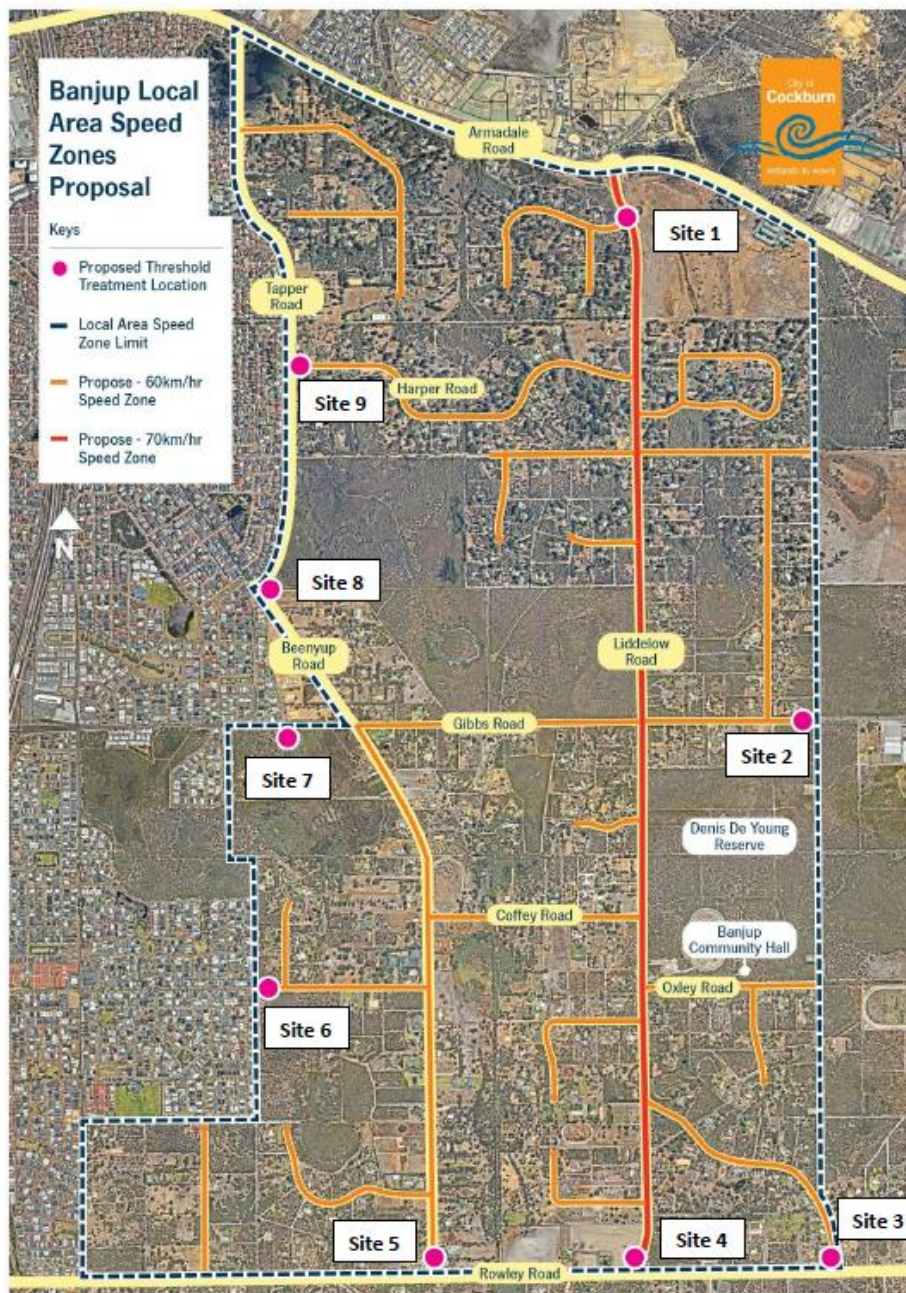 Banjup Local
Area Speed
Zones
Proposal
Keys
Proposed Threshold
Treatment Location
Local Area Speed
Zone Limit
Propose - 60km/hr
Speed Zone
Propose - 70km/hr
Speed Zone
N
City of
Cockburn
Armadale
Road
Site 1
Tapper
Road
Harper Road
Site 9
Site 8
Beenyup
Road
Liddelow
Road
Gibbs Road
Site 2
Site 7
Denis De Young
Reserve
Coffey Road
Banjup
Community Hall
Oxley Road
Site 6
Site 3
Site 5
Site 4
Rowley Road